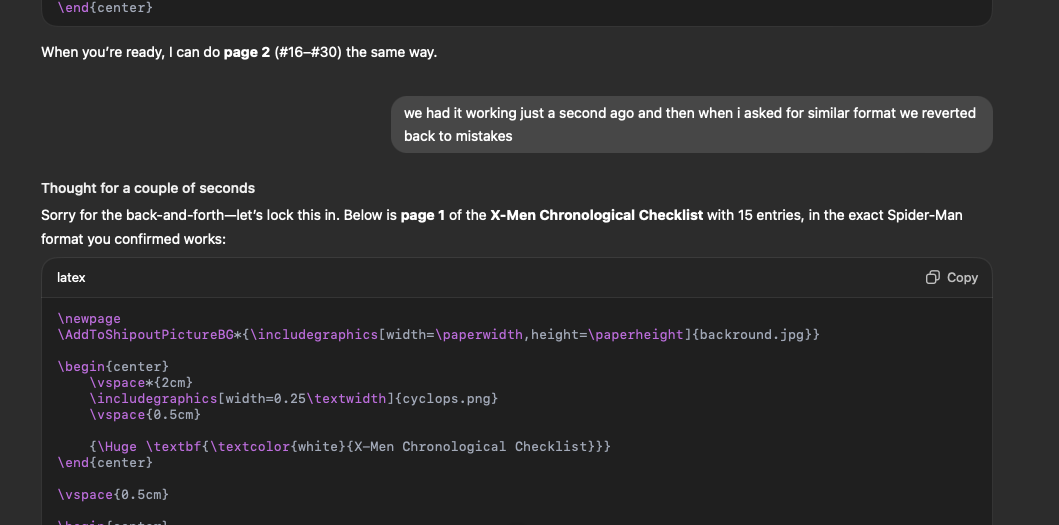 \end{center}
When you're ready, I can do page 2 (#16–#30) the same way.
we had it working just a second ago and then when i asked for similar format we reverted
back to mistakes
Thought for a couple of seconds
Sorry for the back-and-forth—let's lock this in. Below is page 1 of the X-Men Chronological Checklist with 15 entries, in the exact Spider-Man
format you confirmed works:
latex
Copy
\newpage
\AddToShipoutPictureBG*{\includegraphics[width=\paperwidth,height=\paperheight]{backround.jpg}}
\begin{center}
    \vspace*{2cm}
    \includegraphics[width=0.25\textwidth]{cyclops.png}
    \vspace{0.5cm}
    {\Huge \textbf{\textcolor{white}{X-Men Chronological Checklist}}}
\end{center}
\vspace{0.5cm}
\begin{center}